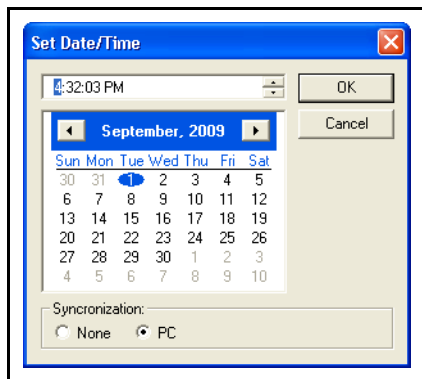 Set Date/Time
4:32:03 PM
OK
September, 2009
Cancel
Sun Mon Tue Wed Thu Fri Sat
30 31 1 2 3 4 5
6 7 8 9 10 11 12
13 14 15 16 17 18 19
20 21 22 23 24 25 26
27 28 29 30 1 2 3
4 5 6 7 8 9 10
Syncronization:
None PC